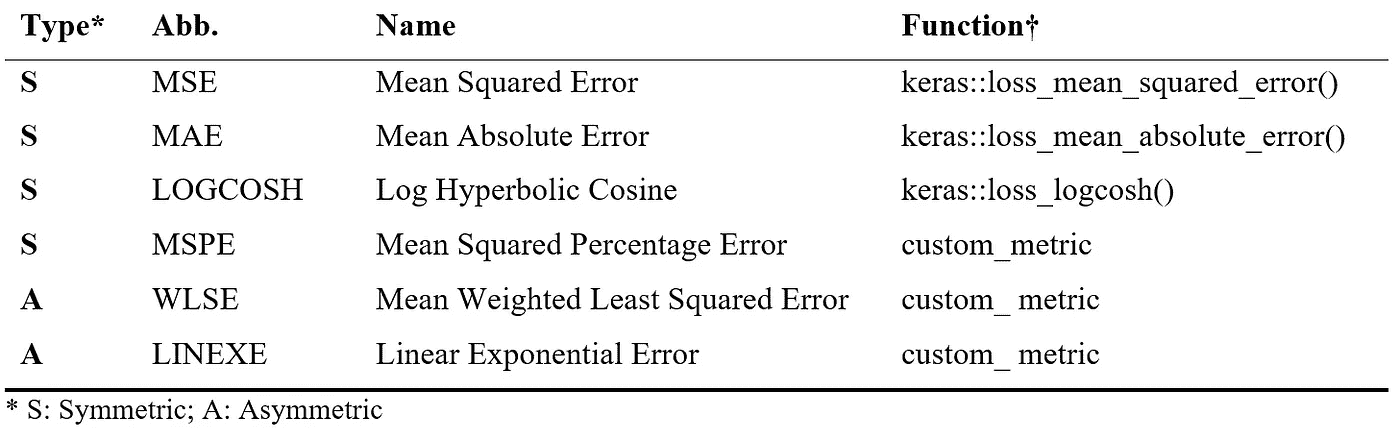 Type* Abb. Name Function†
S MSE Mean Squared Error keras::loss_mean_squared_error()
S MAE Mean Absolute Error keras::loss_mean_absolute_error()
S LOGCOSH Log Hyperbolic Cosine keras::loss_logcosh()
S MSPE Mean Squared Percentage Error custom_metric
A WLSE Mean Weighted Least Squared Error custom_ metric
A LINEXE Linear Exponential Error custom_ metric
* S: Symmetric; A: Asymmetric